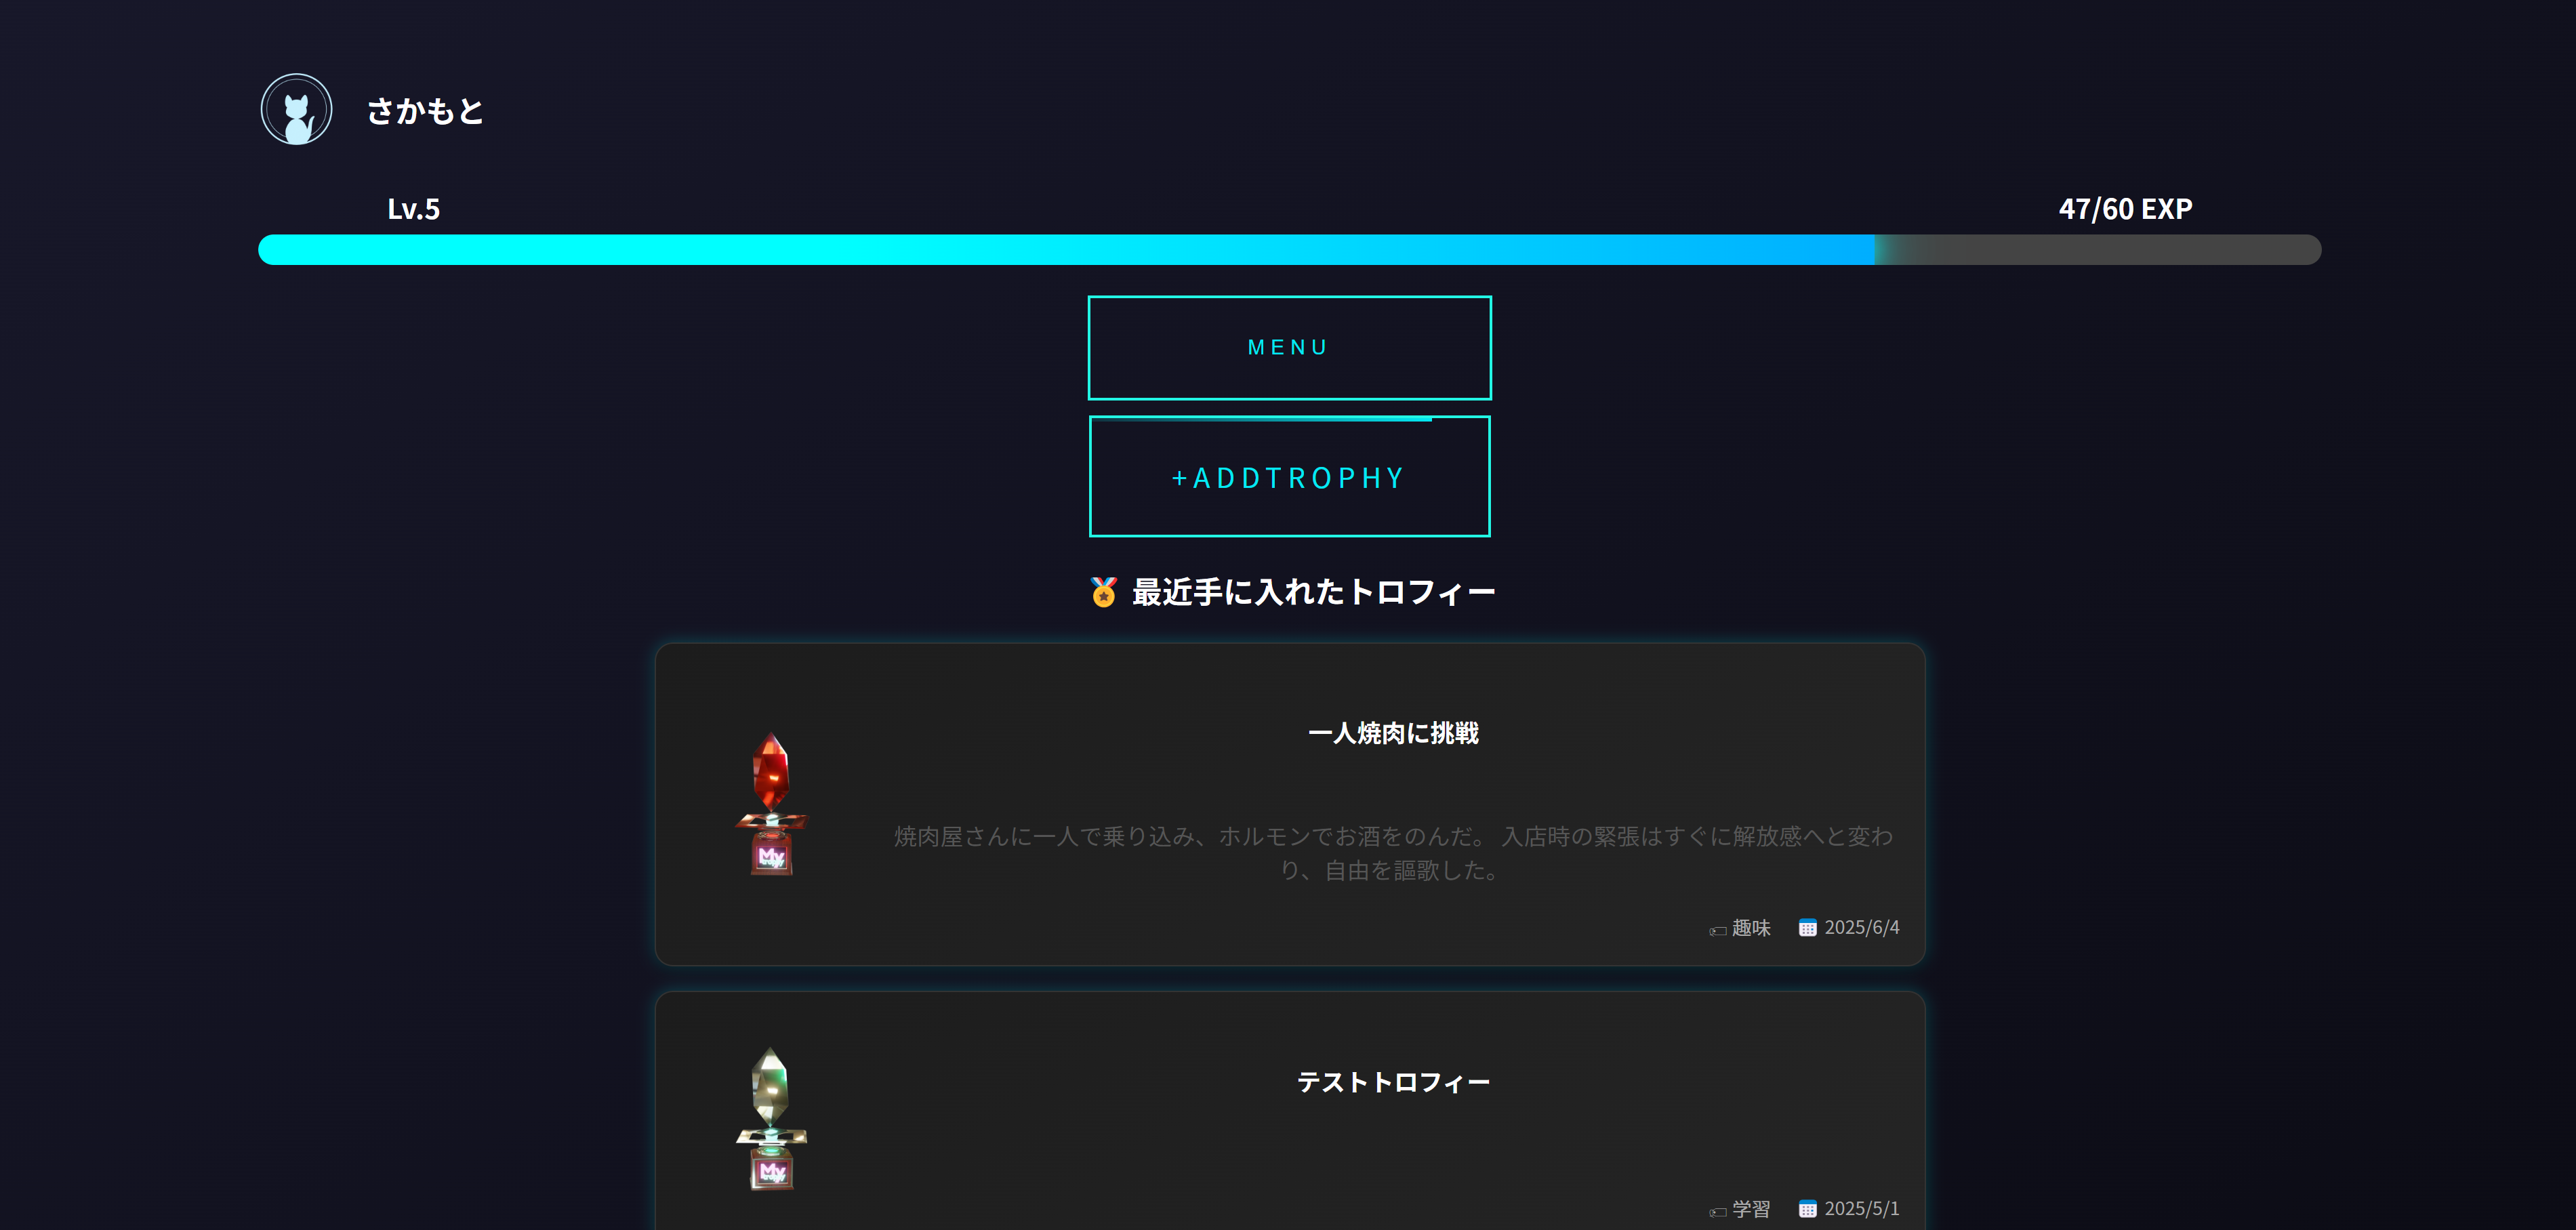 さかもと
Lv.5
47/60 EXP
MENU
+ADDTROPHY
最近手に入れたトロフィー
一人焼肉に挑戦
焼肉屋さんに一人で乗り込み、ホルモンでお酒をのんだ。 入店時の緊張はすぐに解放感へと変わ
り、自由を謳歌した。
My
趣味
2025/6/4
テストトロフィー
My
学習
2025/5/1